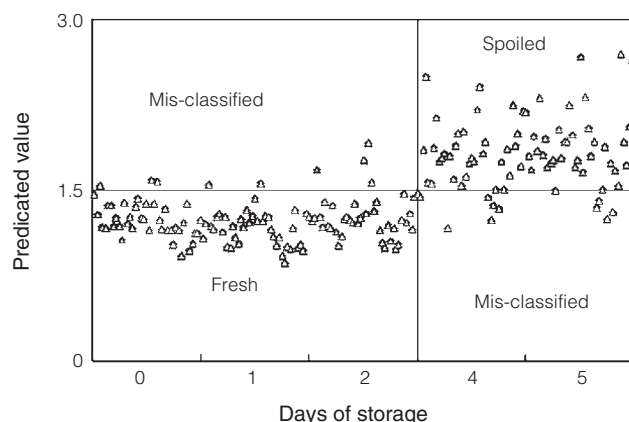 3.0
Spoiled
Mis-classified
Predicated value
1.5
Fresh
Mis-classified
0
0 1 2 4 5
Days of storage